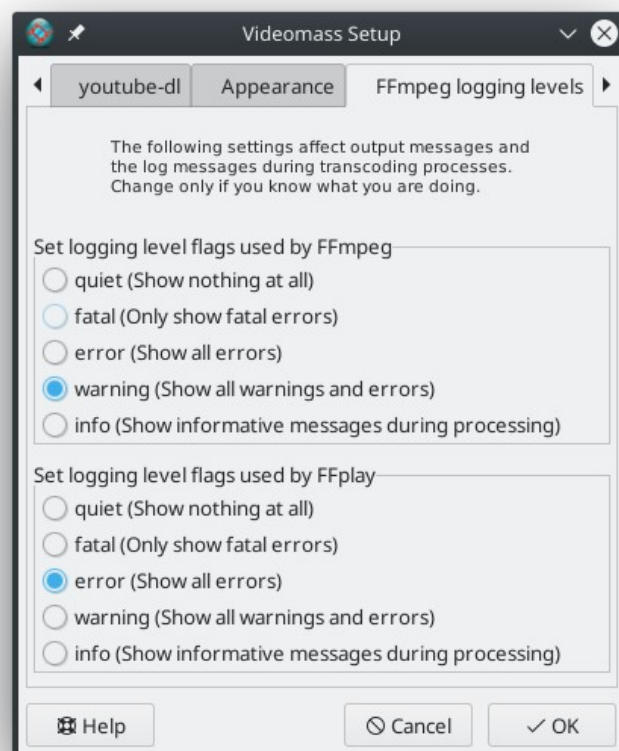 Videomass Setup
youtube-dl
Appearance
FFmpeg logging levels
The following settings affect output messages and
the log messages during transcoding processes.
Change only if you know what you are doing.
Set logging level flags used by FFmpeg
quiet (Show nothing at all)
fatal (Only show fatal errors)
error (Show all errors)
warning (Show all warnings and errors)
info (Show informative messages during processing)
Set logging level flags used by FFplay
quiet (Show nothing at all)
fatal (Only show fatal errors)
error (Show all errors)
warning (Show all warnings and errors)
info (Show informative messages during processing)
Help
Cancel
OK